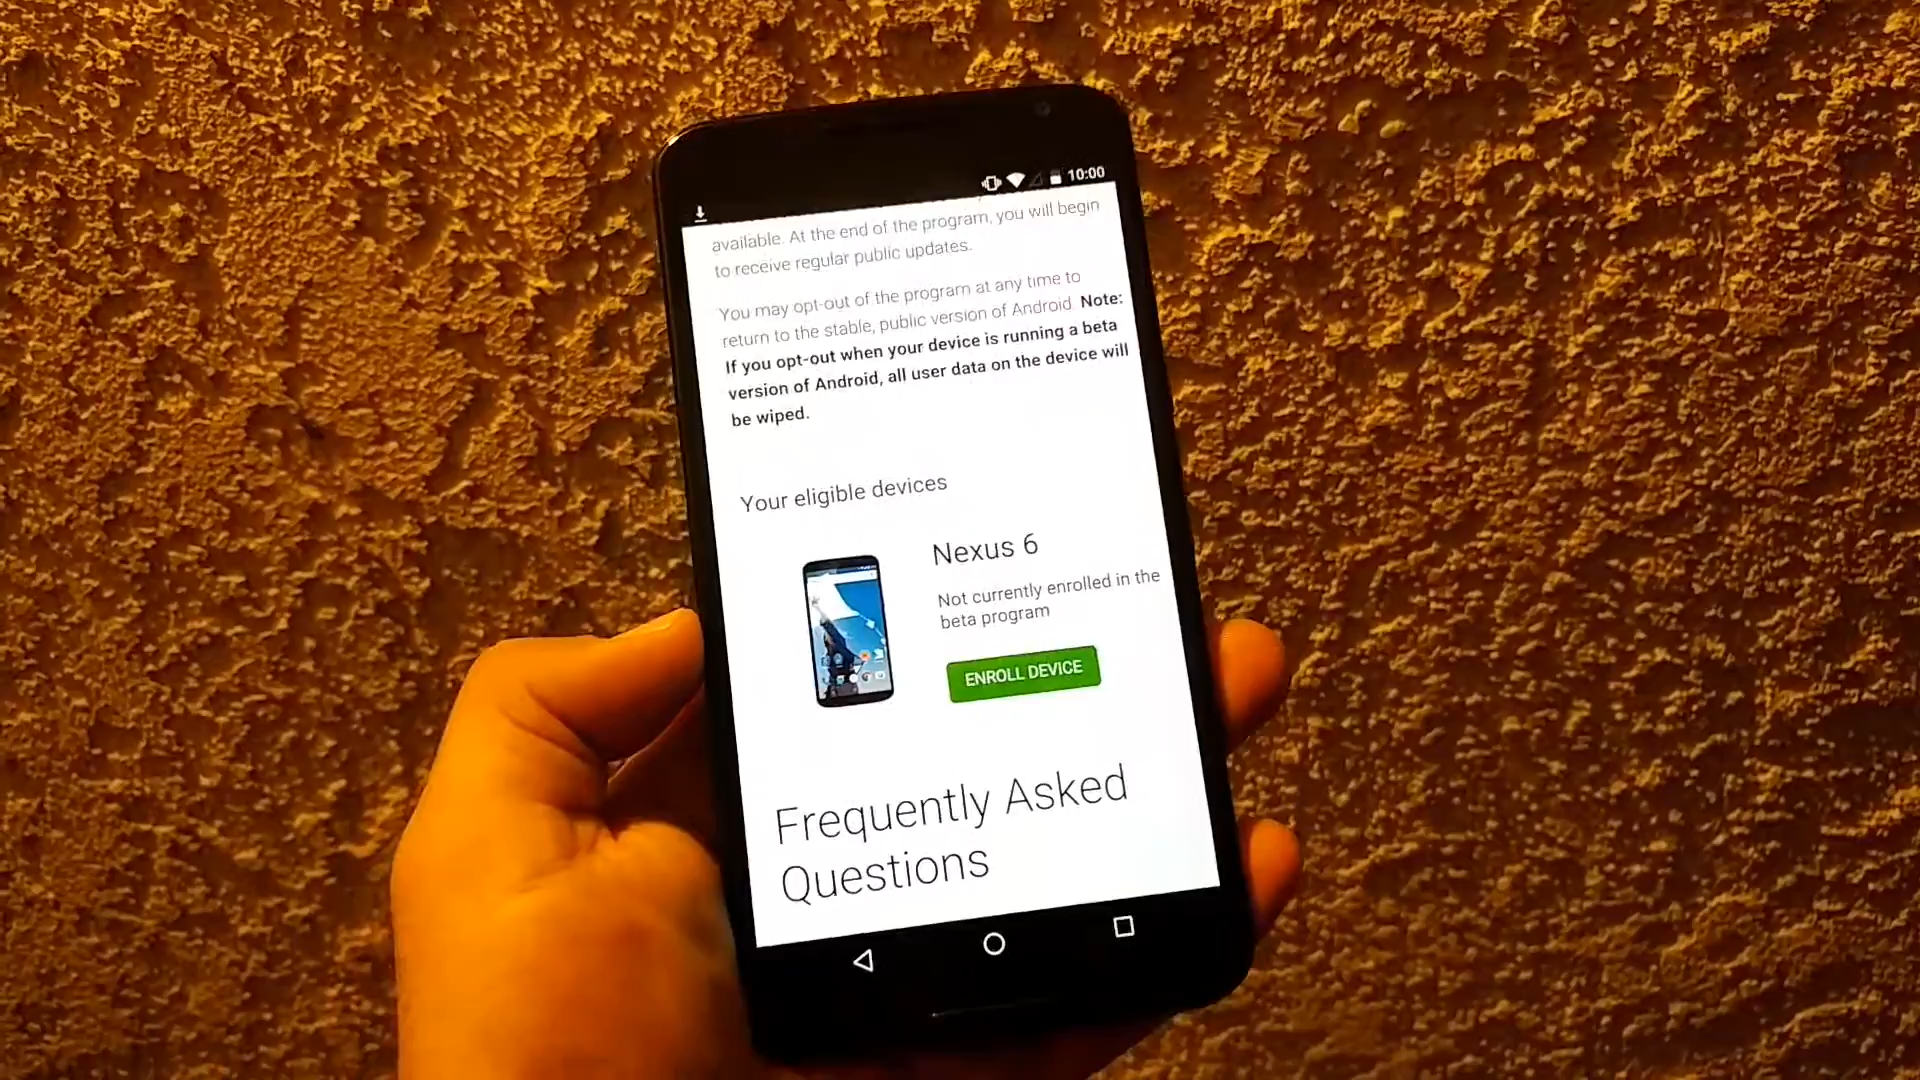 10:00
available. At the end of the program, you will begin
to receive regular public updates.
You may opt-out of the program at any time to
return to the stable, public version of Android. Note:
If you opt-out when your device is running a beta
version of Android, all user data on the device will
be wiped.
Your eligible devices
Nexus 6
Not currently enrolled in the
beta program
ENROLL DEVICE
Frequently Asked
Questions